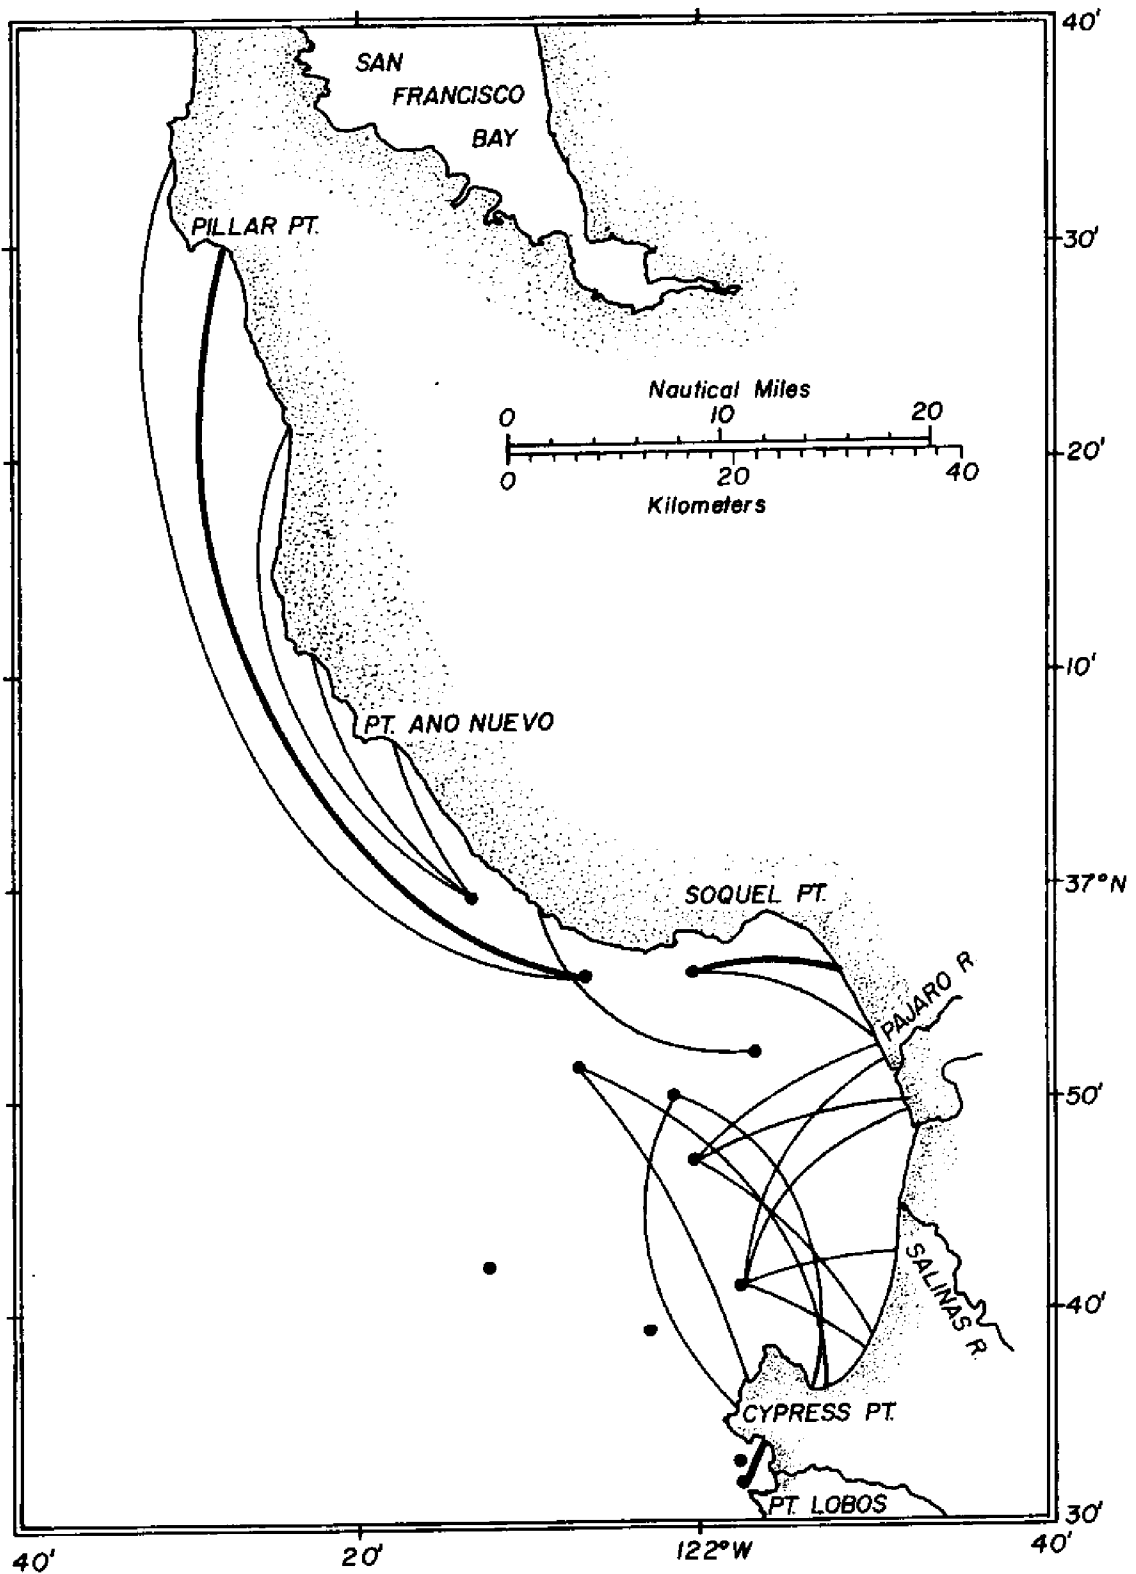 40'
SAN
FRANCISCO
BAY
PILLAR PT.
30'
Nautical Miles
0 10 20
20'
0 20 40
Kilometers
10'
PT. ANO NUEVO
37°N
SOQUEL PT.
PAJARO R
50'
SALINAS R.
40'
CYPRESS PT.
PT. LOBOS
30'
40' 20' 122°W 40'